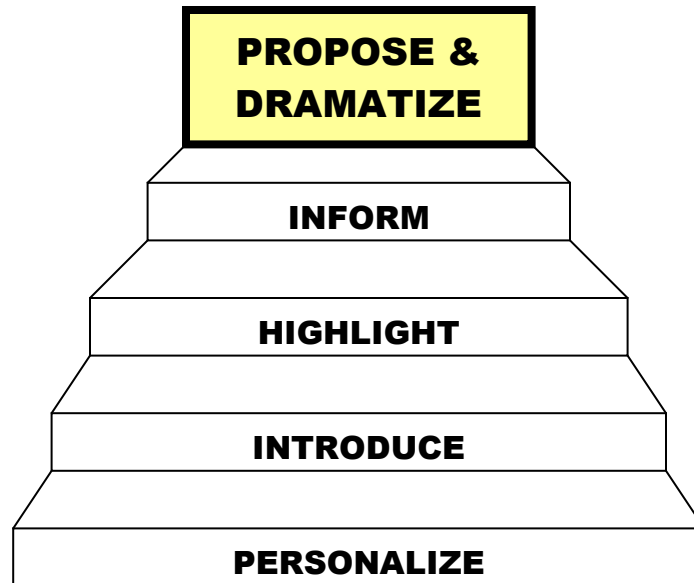 PROPOSE &
DRAMATIZE
INFORM
HIGHLIGHT
INTRODUCE
PERSONALIZE